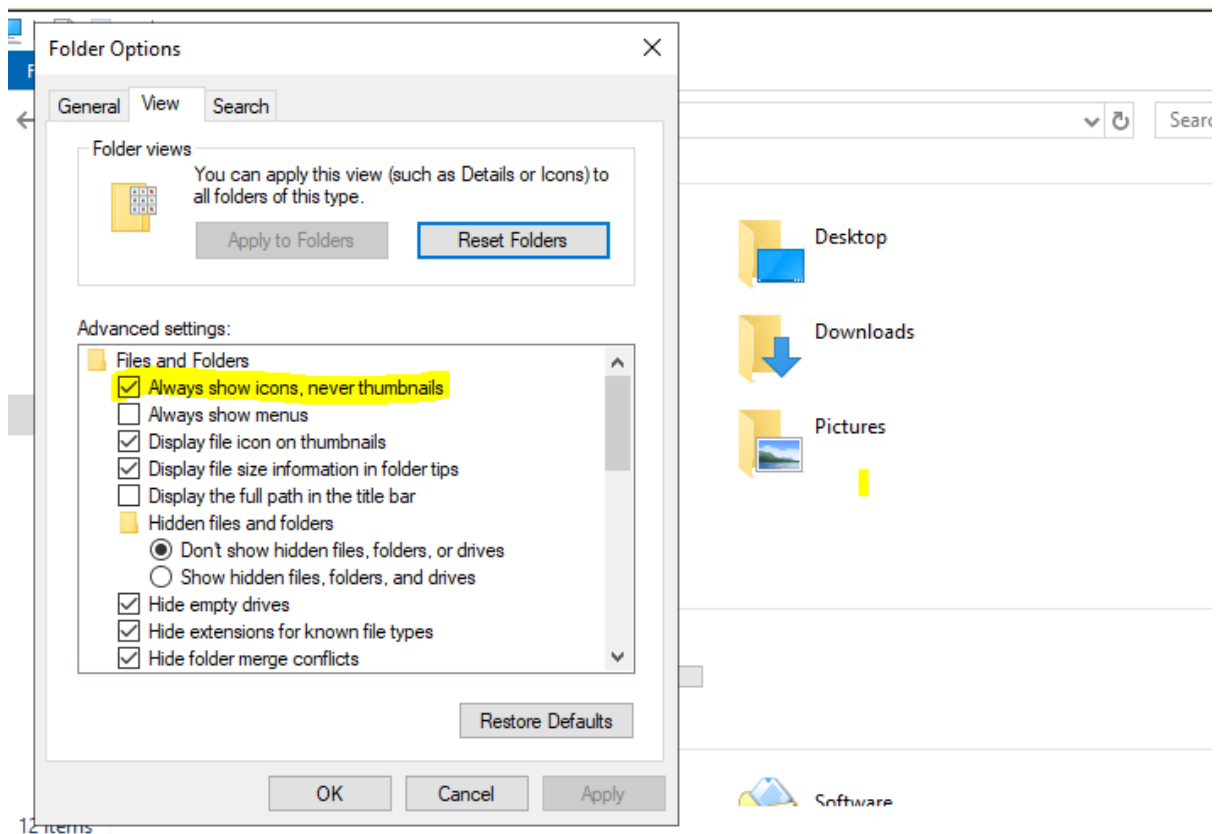 Folder Options
F
General View Search
Sear
Folder views
You can apply this view (such as Details or Icons) to
all folders of this type.
Apply to Folders Reset Folders
Desktop
Advanced settings:
Downloads
Files and Folders
Always show icons, never thumbnails
Always show menus
Pictures
Display file icon on thumbnails
Display file size information in folder tips
Display the full path in the title bar
Hidden files and folders
Don't show hidden files, folders, or drives
Show hidden files, folders, and drives
Hide empty drives
Hide extensions for known file types
Hide folder merge conflicts
Restore Defaults
OK Cancel Apply
Software
12 items